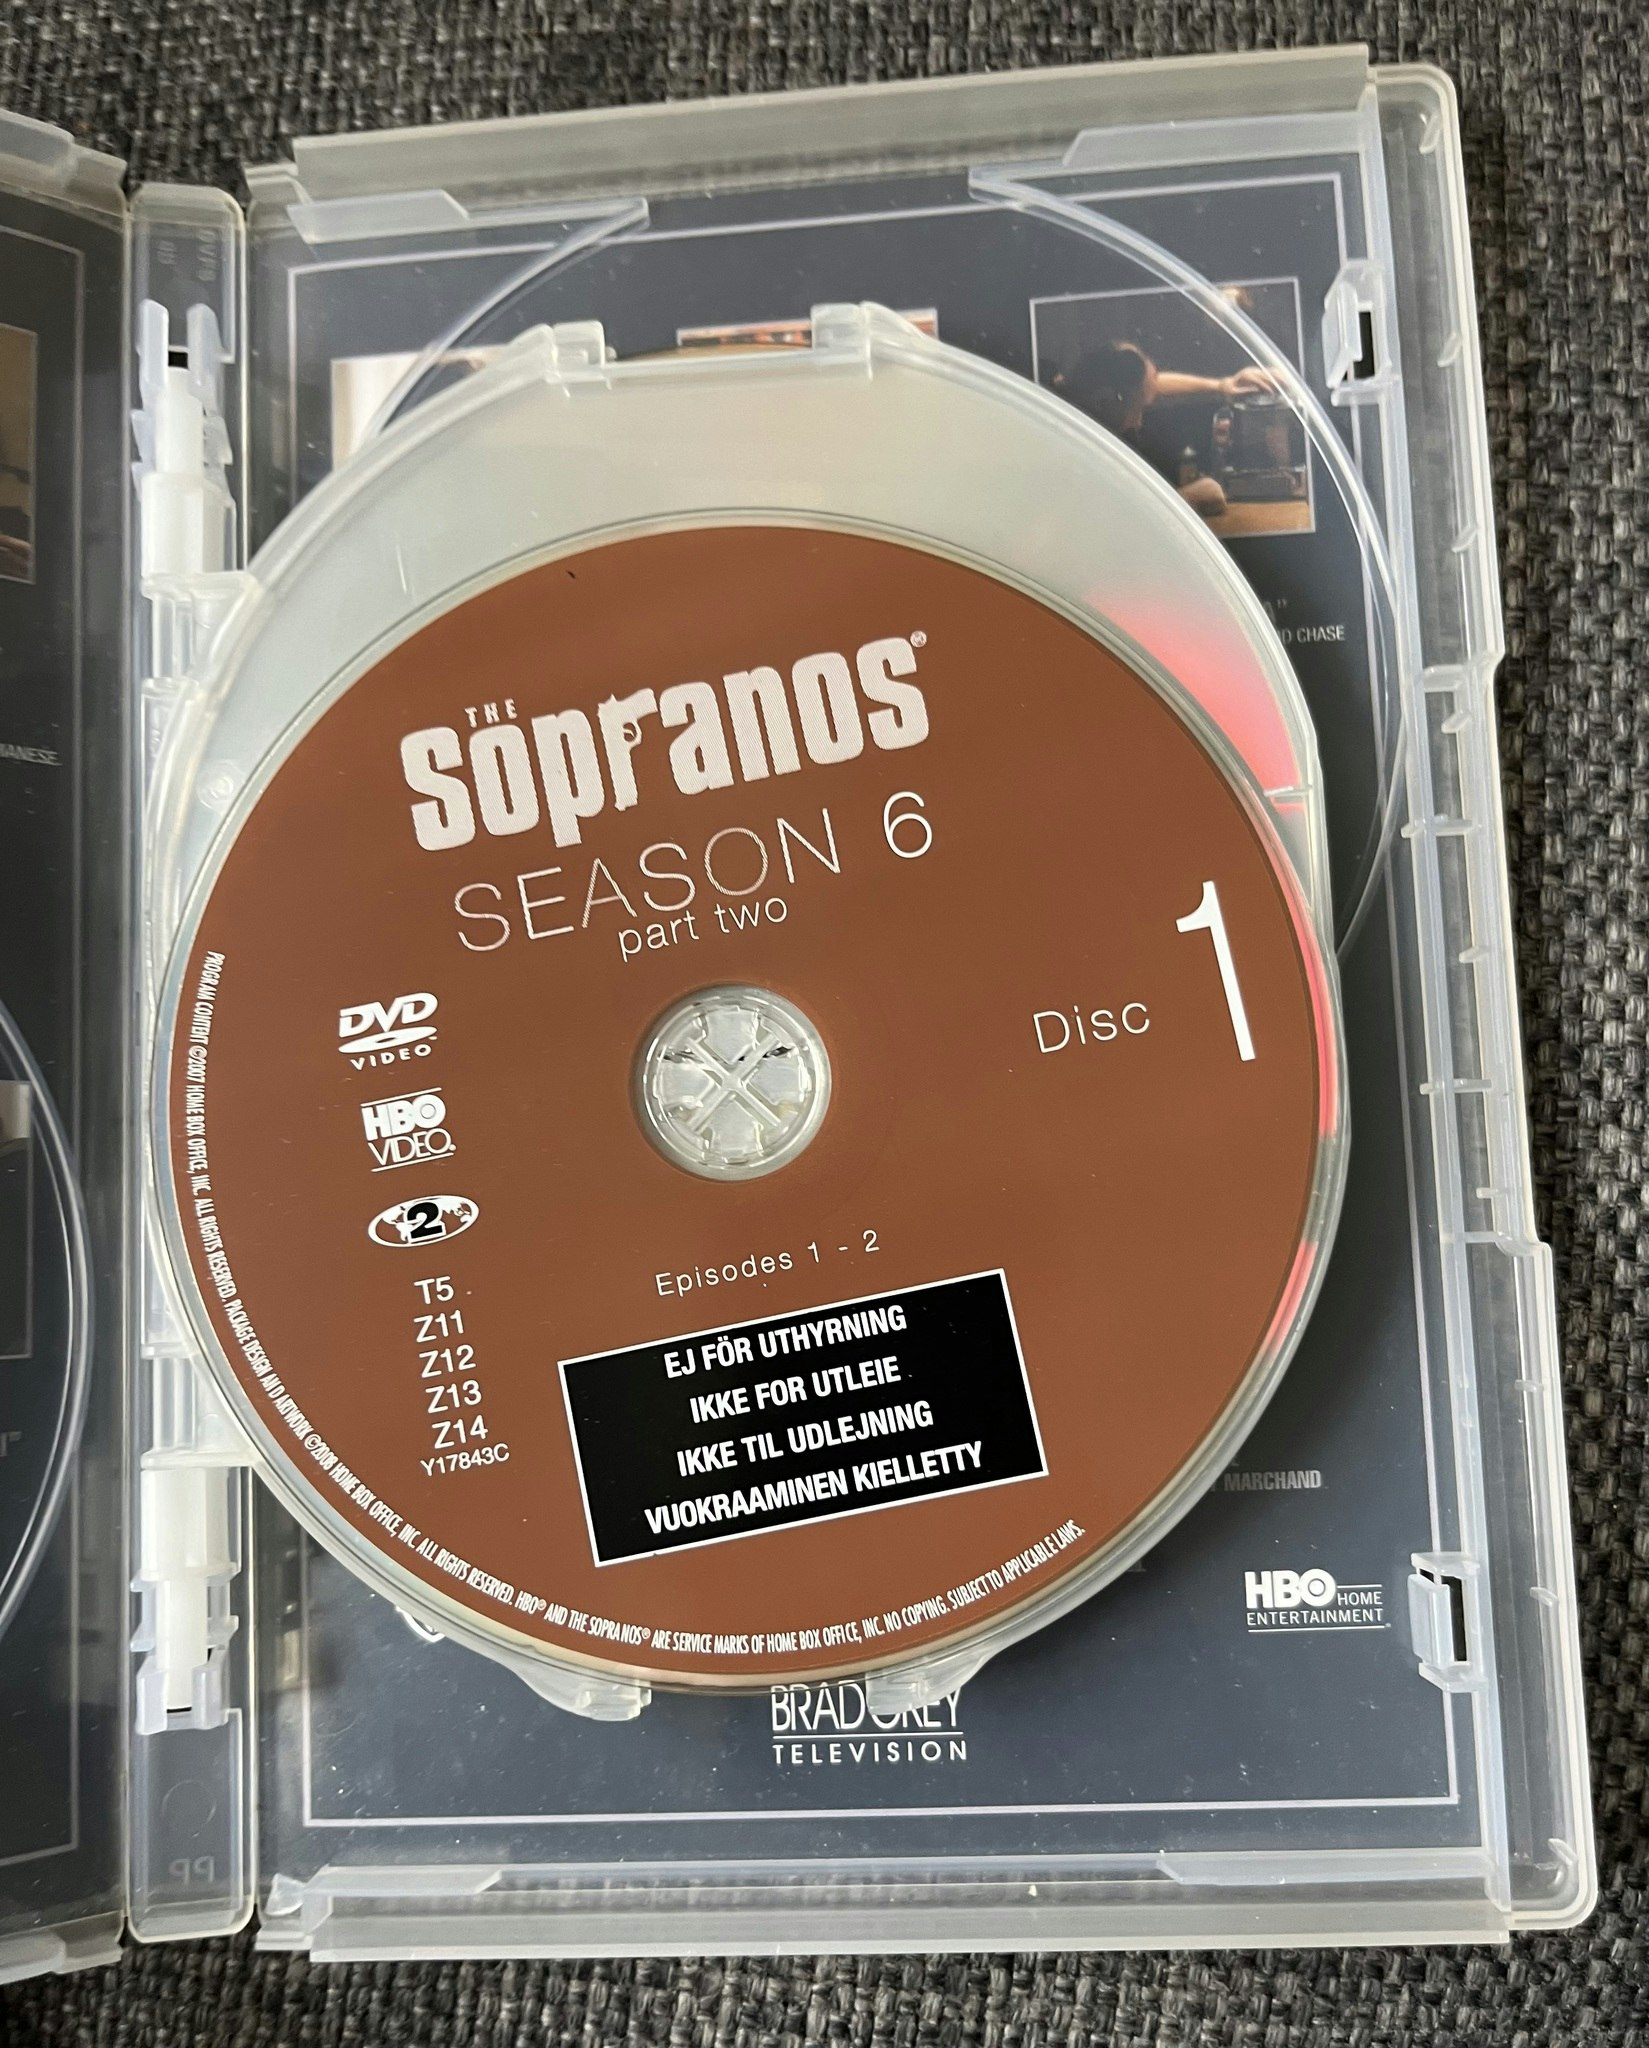 THE
Sopranos®
SEASON 6
part two
Disc 1
DVD
VIDEO™
HBO
VIDEO®
2
T5
Z11
Z12
Z13
Z14
Y17843C
Episodes 1 - 2
EJ FÖR UTHYRNING
IKKE FOR UTLEIE
IKKE TIL UDLEJNING
VUOKRAAMINEN KIELLETTY
PROGRAM CONTENT ©2007 HOME BOX OFFICE, INC. ALL RIGHTS RESERVED. PACKAGE DESIGN AND ARTWORK ©2008 HOME BOX OFFICE, INC. ALL RIGHTS RESERVED. HBO® AND THE SOPRANOS® ARE SERVICE MARKS OF HOME BOX OFFICE, INC. NO COPYING. SUBJECT TO APPLICABLE LAWS.
CHASE
MARCHAND
HBO HOME
ENTERTAINMENT®
BRAD GREY
TELEVISION